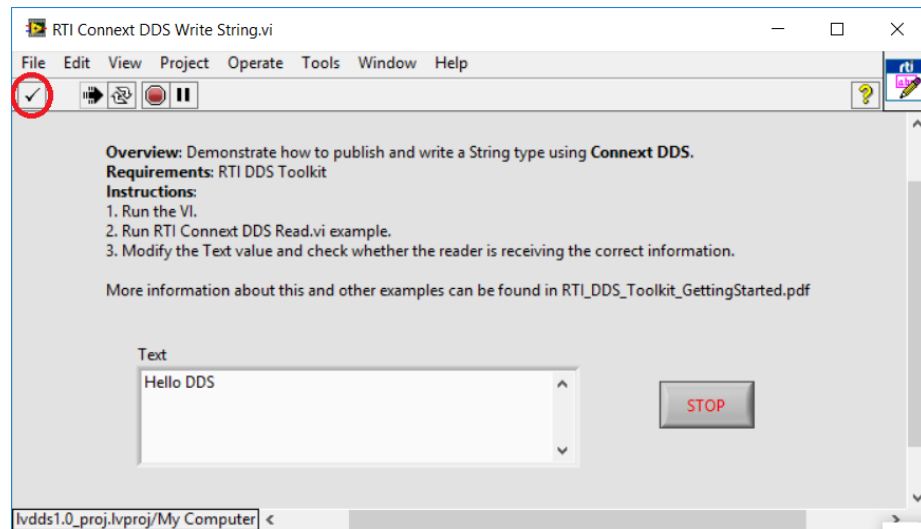 RTI Connext DDS Write String.vi
File Edit View Project Operate Tools Window Help
rti
Overview: Demonstrate how to publish and write a String type using Connext DDS.
Requirements: RTI DDS Toolkit
Instructions:
1. Run the VI.
2. Run RTI Connext DDS Read.vi example.
3. Modify the Text value and check whether the reader is receiving the correct information.
More information about this and other examples can be found in RTI_DDS_Toolkit_GettingStarted.pdf
Text
Hello DDS
STOP
lvdds1.0_proj.lvproj/My Computer